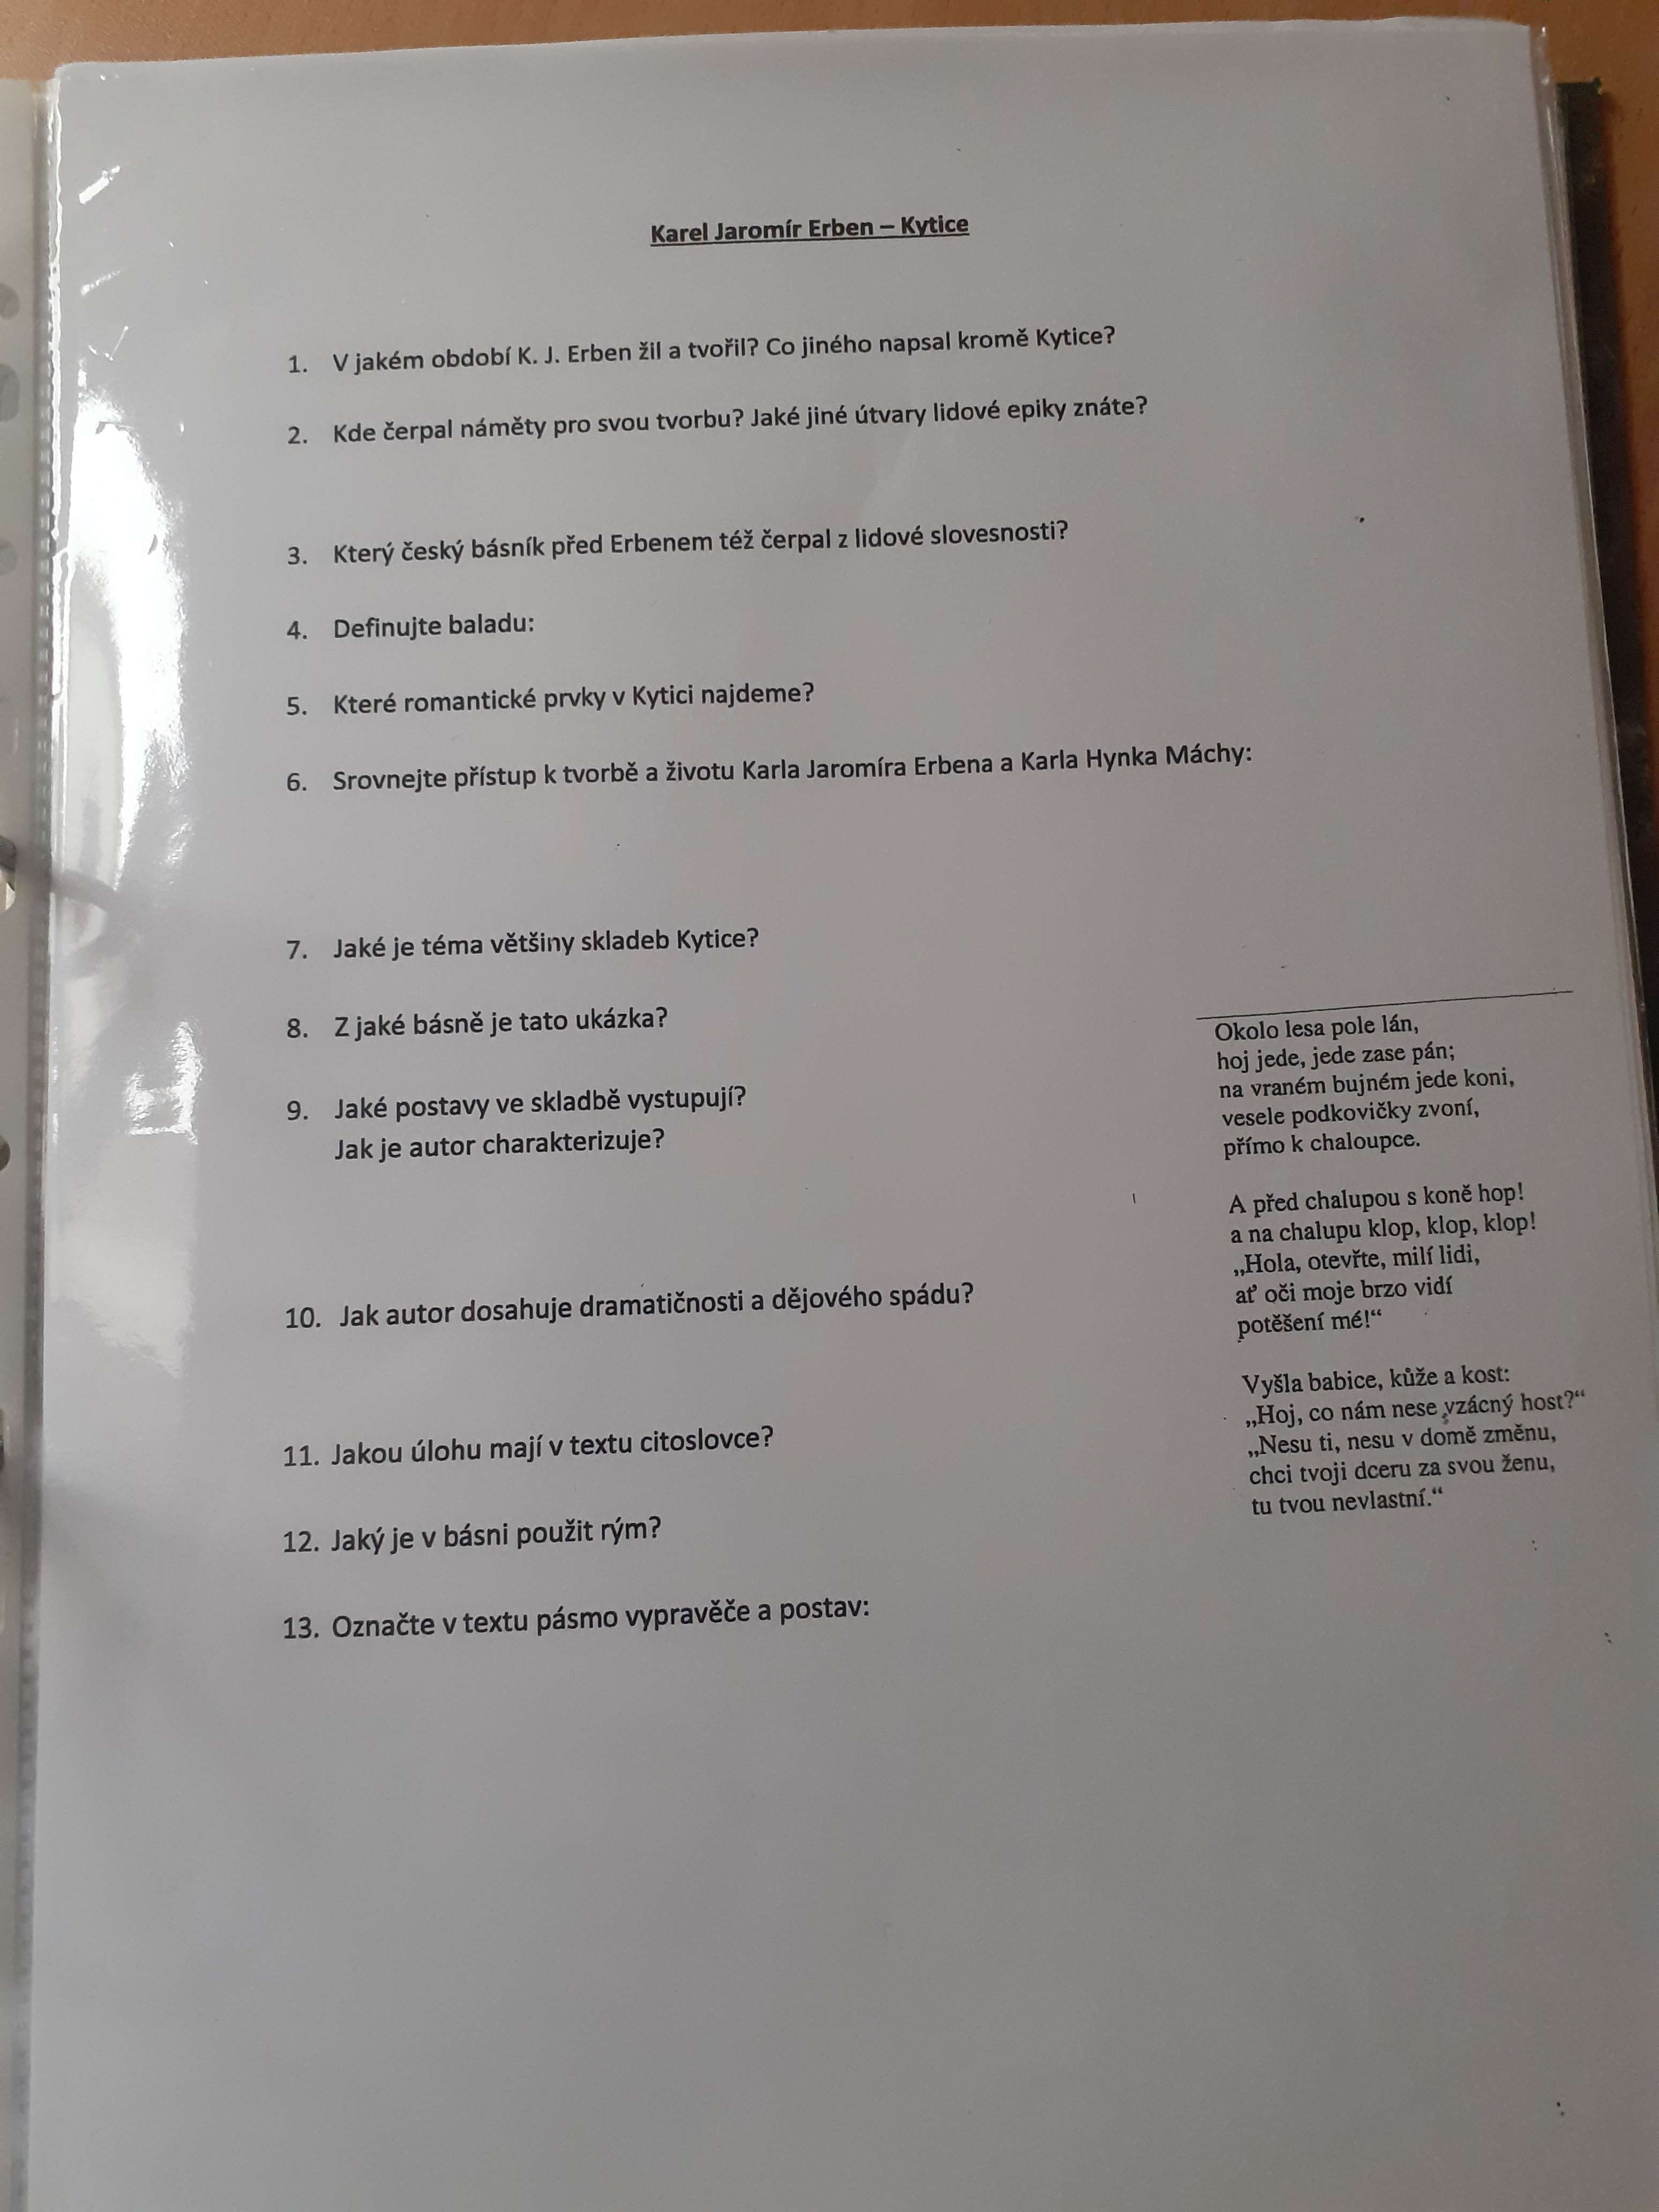 Karel Jaromír Erben – Kytice
1. V jakém období K. J. Erben žil a tvořil? Co jiného napsal kromě Kytice?
2. Kde čerpal náměty pro svou tvorbu? Jaké jiné útvary lidové epiky znáte?
3. Který český básník před Erbenem též čerpal z lidové slovesnosti?
4. Definujte baladu:
5. Které romantické prvky v Kytici najdeme?
6. Srovnejte přístup k tvorbě a životu Karla Jaromíra Erbena a Karla Hynka Máchy:
7. Jaké je téma většiny skladeb Kytice?
8. Z jaké básně je tato ukázka?
9. Jaké postavy ve skladbě vystupují?
Jak je autor charakterizuje?
10. Jak autor dosahuje dramatičnosti a dějového spádu?
11. Jakou úlohu mají v textu citoslovce?
12. Jaký je v básni použit rým?
13. Označte v textu pásmo vypravěče a postav:
Okolo lesa pole lán,
hoj jede, jede zase pán;
na vraném bujném jede koni,
vesele podkovičky zvoní,
přímo k chaloupce.
A před chalupou s koně hop!
a na chalupu klop, klop, klop!
„Hola, otevřte, milí lidi,
ať oči moje brzo vidí
potěšení mé!“
Vyšla babice, kůže a kost:
„Hoj, co nám nese vzácný host?“
„Nesu ti, nesu v domě změnu,
chci tvoji dceru za svou ženu,
tu tvou nevlastní.“